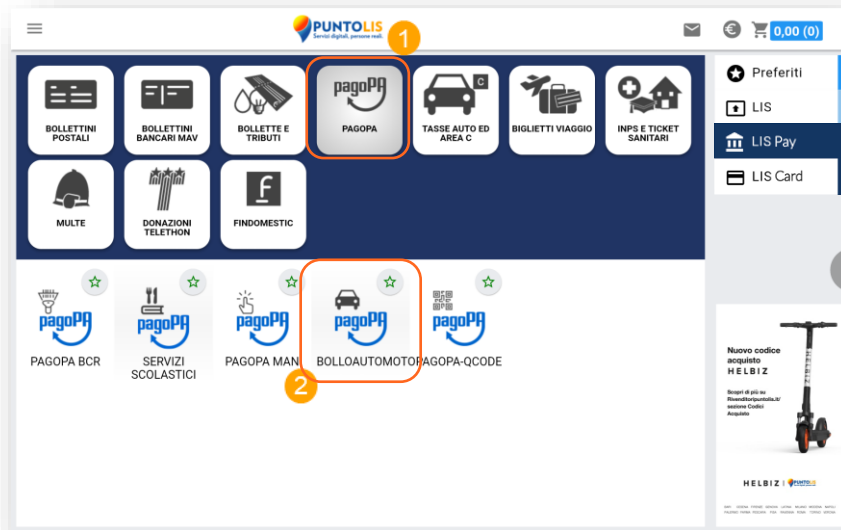 PUNTOLIS
Servizi digitali, persone reali.
1
0,00 (0)
BOLLETTINI
POSTALI
BOLLETTINI
BANCARI MAV
BOLLETTE E
TRIBUTI
pagoPA
PAGOPA
C
TASSE AUTO ED
AREA C
BIGLIETTI VIAGGIO
INPS E TICKET
SANITARI
MULTE
DONAZIONI
TELETHON
FINDOMESTIC
Preferiti
LIS
LIS Pay
LIS Card
pagoPA
PAGOPA BCR
pagoPA
SERVIZI
SCOLASTICI
pagoPA
PAGOPA MAN
pagoPA
BOLLOAUTOMOTO
pagoPA
PAGOPA-QCODE
2
Nuovo codice
acquisto
HELBIZ
Scopri di più su
Rivenditoripuntolis.it/
sezione Codici
Acquisto
HELBIZ
HELBIZ | PUNTOLIS